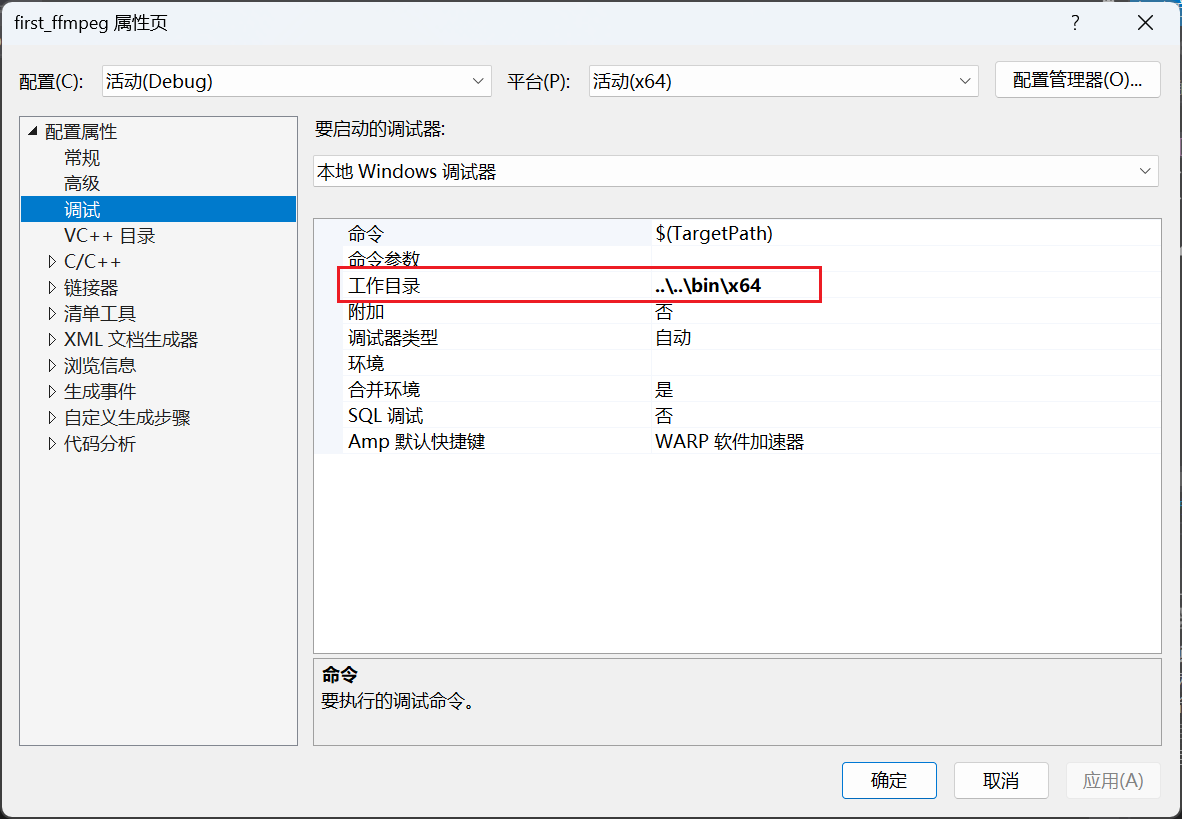 first_ffmpeg 属性页
?
配置(C):
活动(Debug)
平台(P):
活动(x64)
配置管理器(O)...
配置属性
常规
高级
调试
VC++ 目录
C/C++
链接器
清单工具
XML 文档生成器
浏览信息
生成事件
自定义生成步骤
代码分析
要启动的调试器:
本地 Windows 调试器
命令 $(TargetPath)
命令参数
工作目录 ..\..\bin\x64
附加 否
调试器类型 自动
环境
合并环境 是
SQL 调试 否
Amp 默认快捷键 WARP 软件加速器
命令
要执行的调试命令。
确定
取消
应用(A)